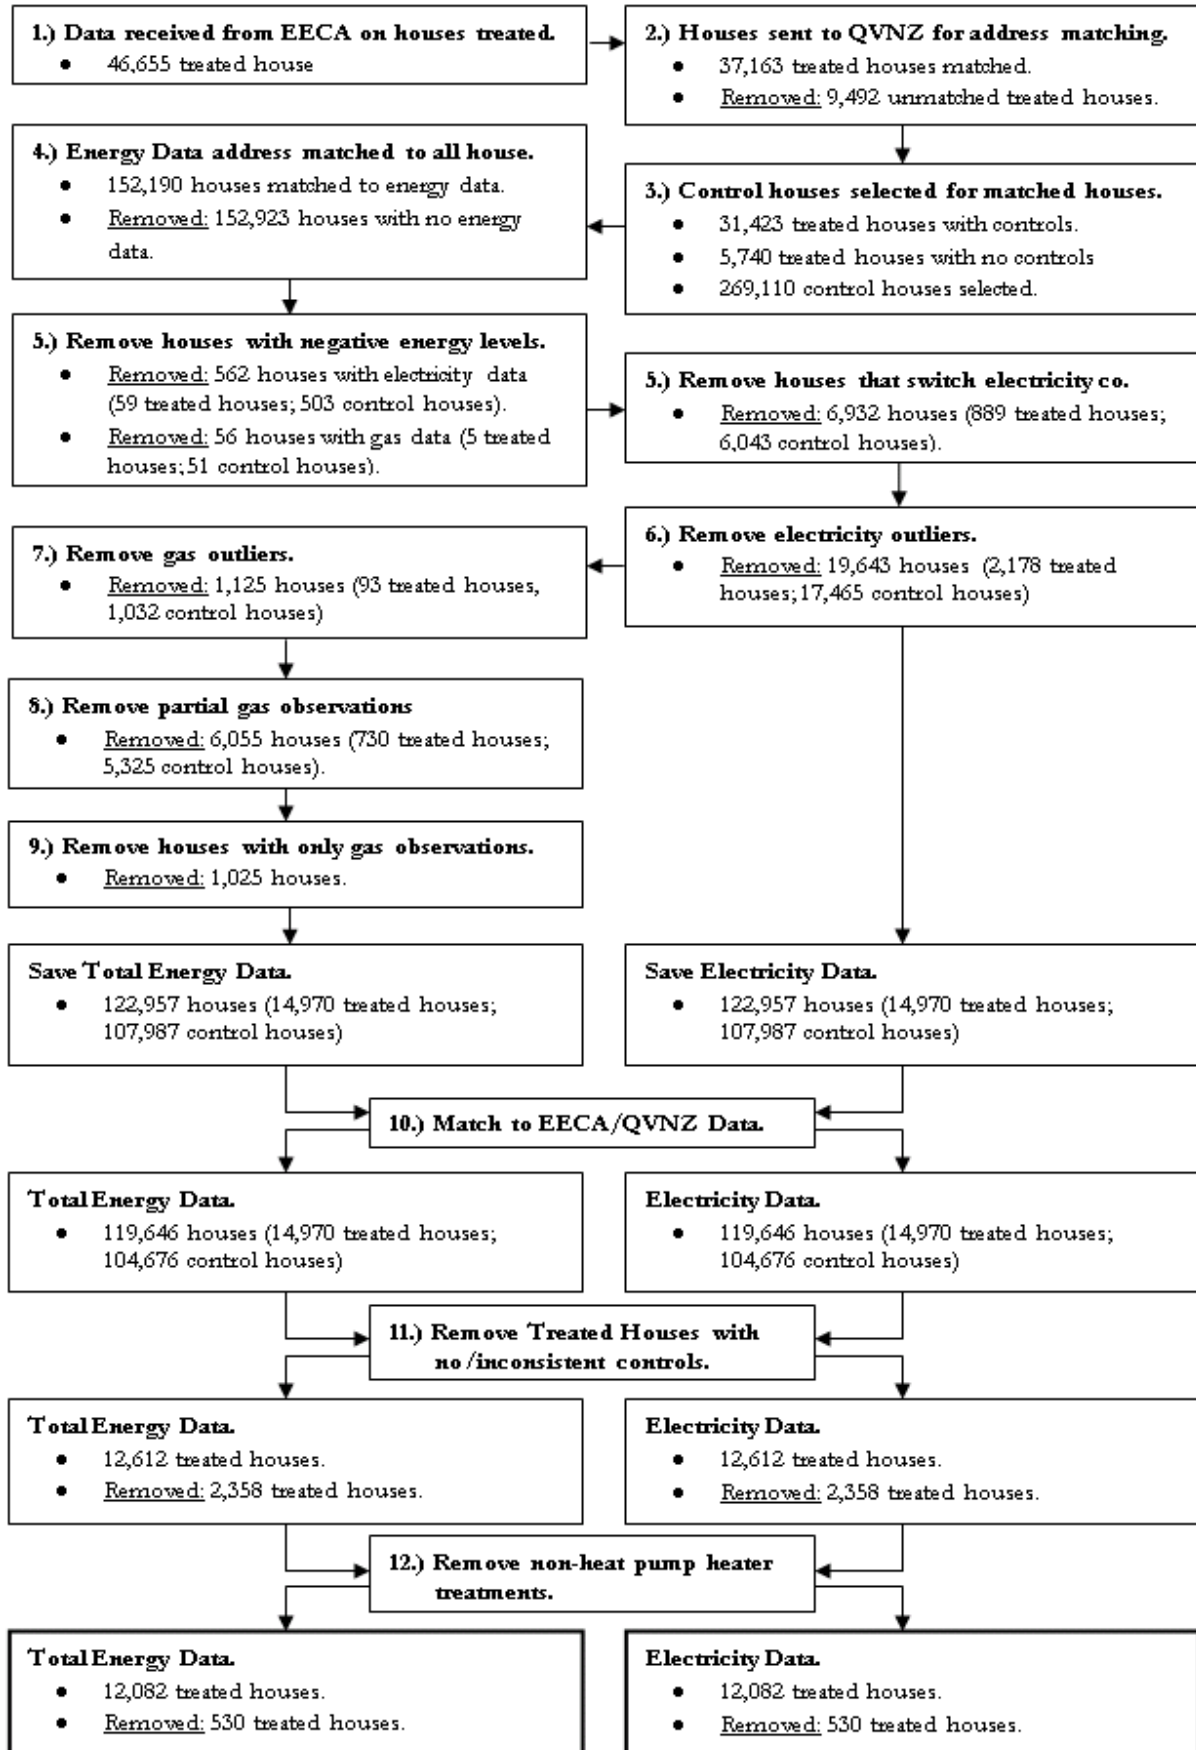 1.) Data received from EECA on houses treated.
• 46,655 treated house
2.) Houses sent to QVNZ for address matching.
• 37,163 treated houses matched.
• Removed: 9,492 unmatched treated houses.
4.) Energy Data address matched to all house.
• 152,190 houses matched to energy data.
• Removed: 152,923 houses with no energy
data.
3.) Control houses selected for matched houses.
• 31,423 treated houses with controls.
• 5,740 treated houses with no controls
• 269,110 control houses selected.
5.) Remove houses with negative energy levels.
• Removed: 562 houses with electricity data
(59 treated houses; 503 control houses).
• Removed: 56 houses with gas data (5 treated
houses; 51 control houses).
5.) Remove houses that switch electricity co.
• Removed: 6,932 houses (889 treated houses;
6,043 control houses).
7.) Remove gas outliers.
• Removed: 1,125 houses (93 treated houses,
1,032 control houses)
6.) Remove electricity outliers.
• Removed: 19,643 houses (2,178 treated
houses; 17,465 control houses)
8.) Remove partial gas observations
• Removed: 6,055 houses (730 treated houses;
5,325 control houses).
9.) Remove houses with only gas observations.
• Removed: 1,025 houses.
Save Total Energy Data.
• 122,957 houses (14,970 treated houses;
107,987 control houses)
Save Electricity Data.
• 122,957 houses (14,970 treated houses;
107,987 control houses)
10.) Match to EECA/QVNZ Data.
Total Energy Data.
• 119,646 houses (14,970 treated houses;
104,676 control houses)
Electricity Data.
• 119,646 houses (14,970 treated houses;
104,676 control houses)
11.) Remove Treated Houses with
no/inconsistent controls.
Total Energy Data.
• 12,612 treated houses.
• Removed: 2,358 treated houses.
Electricity Data.
• 12,612 treated houses.
• Removed: 2,358 treated houses.
12.) Remove non-heat pump heater
treatments.
Total Energy Data.
• 12,082 treated houses.
• Removed: 530 treated houses.
Electricity Data.
• 12,082 treated houses.
• Removed: 530 treated houses.